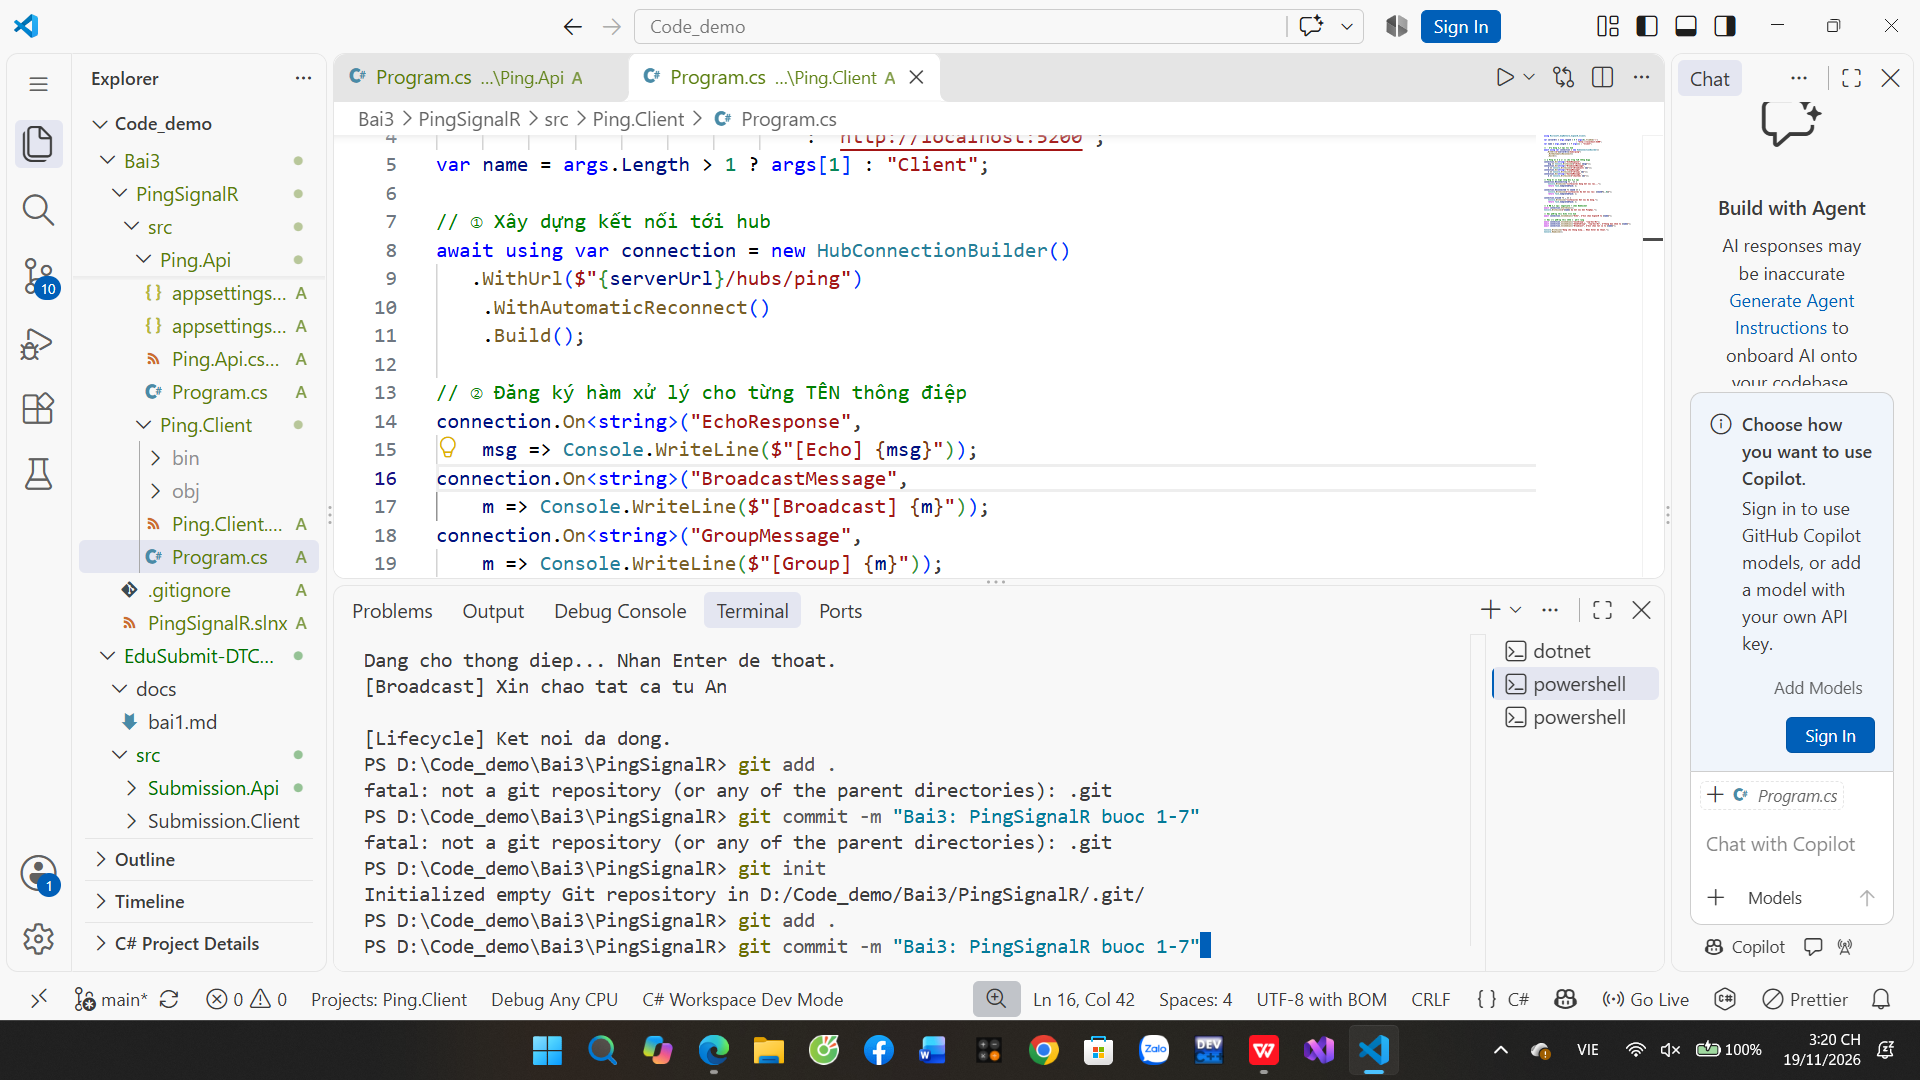 Code_demo
Sign In
Explorer
Code_demo
Bai3
PingSignalR
src
Ping.Api
appsettings... A
appsettings... A
Ping.Api.cs... A
Program.cs A
Ping.Client
bin
obj
Ping.Client.... A
Program.cs A
.gitignore A
PingSignalR.slnx A
EduSubmit-DTC...
docs
bai1.md
src
Submission.Api
Submission.Client
Outline
Timeline
C# Project Details
10
1
Program.cs ...\Ping.Api A
Program.cs ...\Ping.Client A
Bai3 > PingSignalR > src > Ping.Client > Program.cs
4 : "http://localhost:5200";
5 var name = args.Length > 1 ? args[1] : "Client";
6
7 // ① Xây dựng kết nối tới hub
8 await using var connection = new HubConnectionBuilder()
9 .WithUrl($"{serverUrl}/hubs/ping")
10 .WithAutomaticReconnect()
11 .Build();
12
13 // ② Đăng ký hàm xử lý cho từng TÊN thông điệp
14 connection.On<string>("EchoResponse",
15 msg => Console.WriteLine($"[Echo] {msg}"));
16 connection.On<string>("BroadcastMessage",
17 m => Console.WriteLine($"[Broadcast] {m}"));
18 connection.On<string>("GroupMessage",
19 m => Console.WriteLine($"[Group] {m}"));
Problems Output Debug Console Terminal Ports
Dang cho thong diep... Nhan Enter de thoat.
[Broadcast] Xin chao tat ca tu An
[Lifecycle] Ket noi da dong.
PS D:\Code_demo\Bai3\PingSignalR> git add .
fatal: not a git repository (or any of the parent directories): .git
PS D:\Code_demo\Bai3\PingSignalR> git commit -m "Bai3: PingSignalR buoc 1-7"
fatal: not a git repository (or any of the parent directories): .git
PS D:\Code_demo\Bai3\PingSignalR> git init
Initialized empty Git repository in D:/Code_demo/Bai3/PingSignalR/.git/
PS D:\Code_demo\Bai3\PingSignalR> git add .
PS D:\Code_demo\Bai3\PingSignalR> git commit -m "Bai3: PingSignalR buoc 1-7"
dotnet
powershell
powershell
Chat
Build with Agent
AI responses may
be inaccurate
Generate Agent
Instructions to
onboard AI onto
your codebase
Choose how
you want to use
Copilot.
Sign in to use
GitHub Copilot
models, or add
a model with
your own API
key.
Add Models
Sign In
Program.cs
Chat with Copilot
Models
Copilot
main* 0 0 Projects: Ping.Client Debug Any CPU C# Workspace Dev Mode Ln 16, Col 42 Spaces: 4 UTF-8 with BOM CRLF { } C# Go Live Prettier
VIE 100% 3:20 CH
19/11/2026